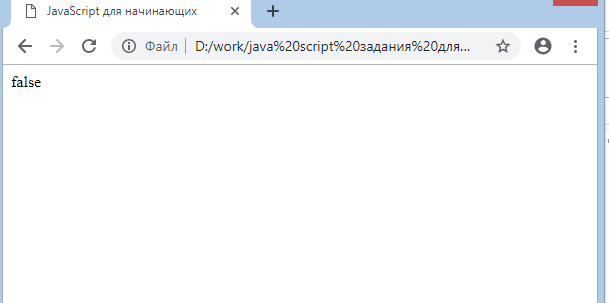 JavaScript для начинающих
Файл D:/work/java%20script%20задания%20для...
false